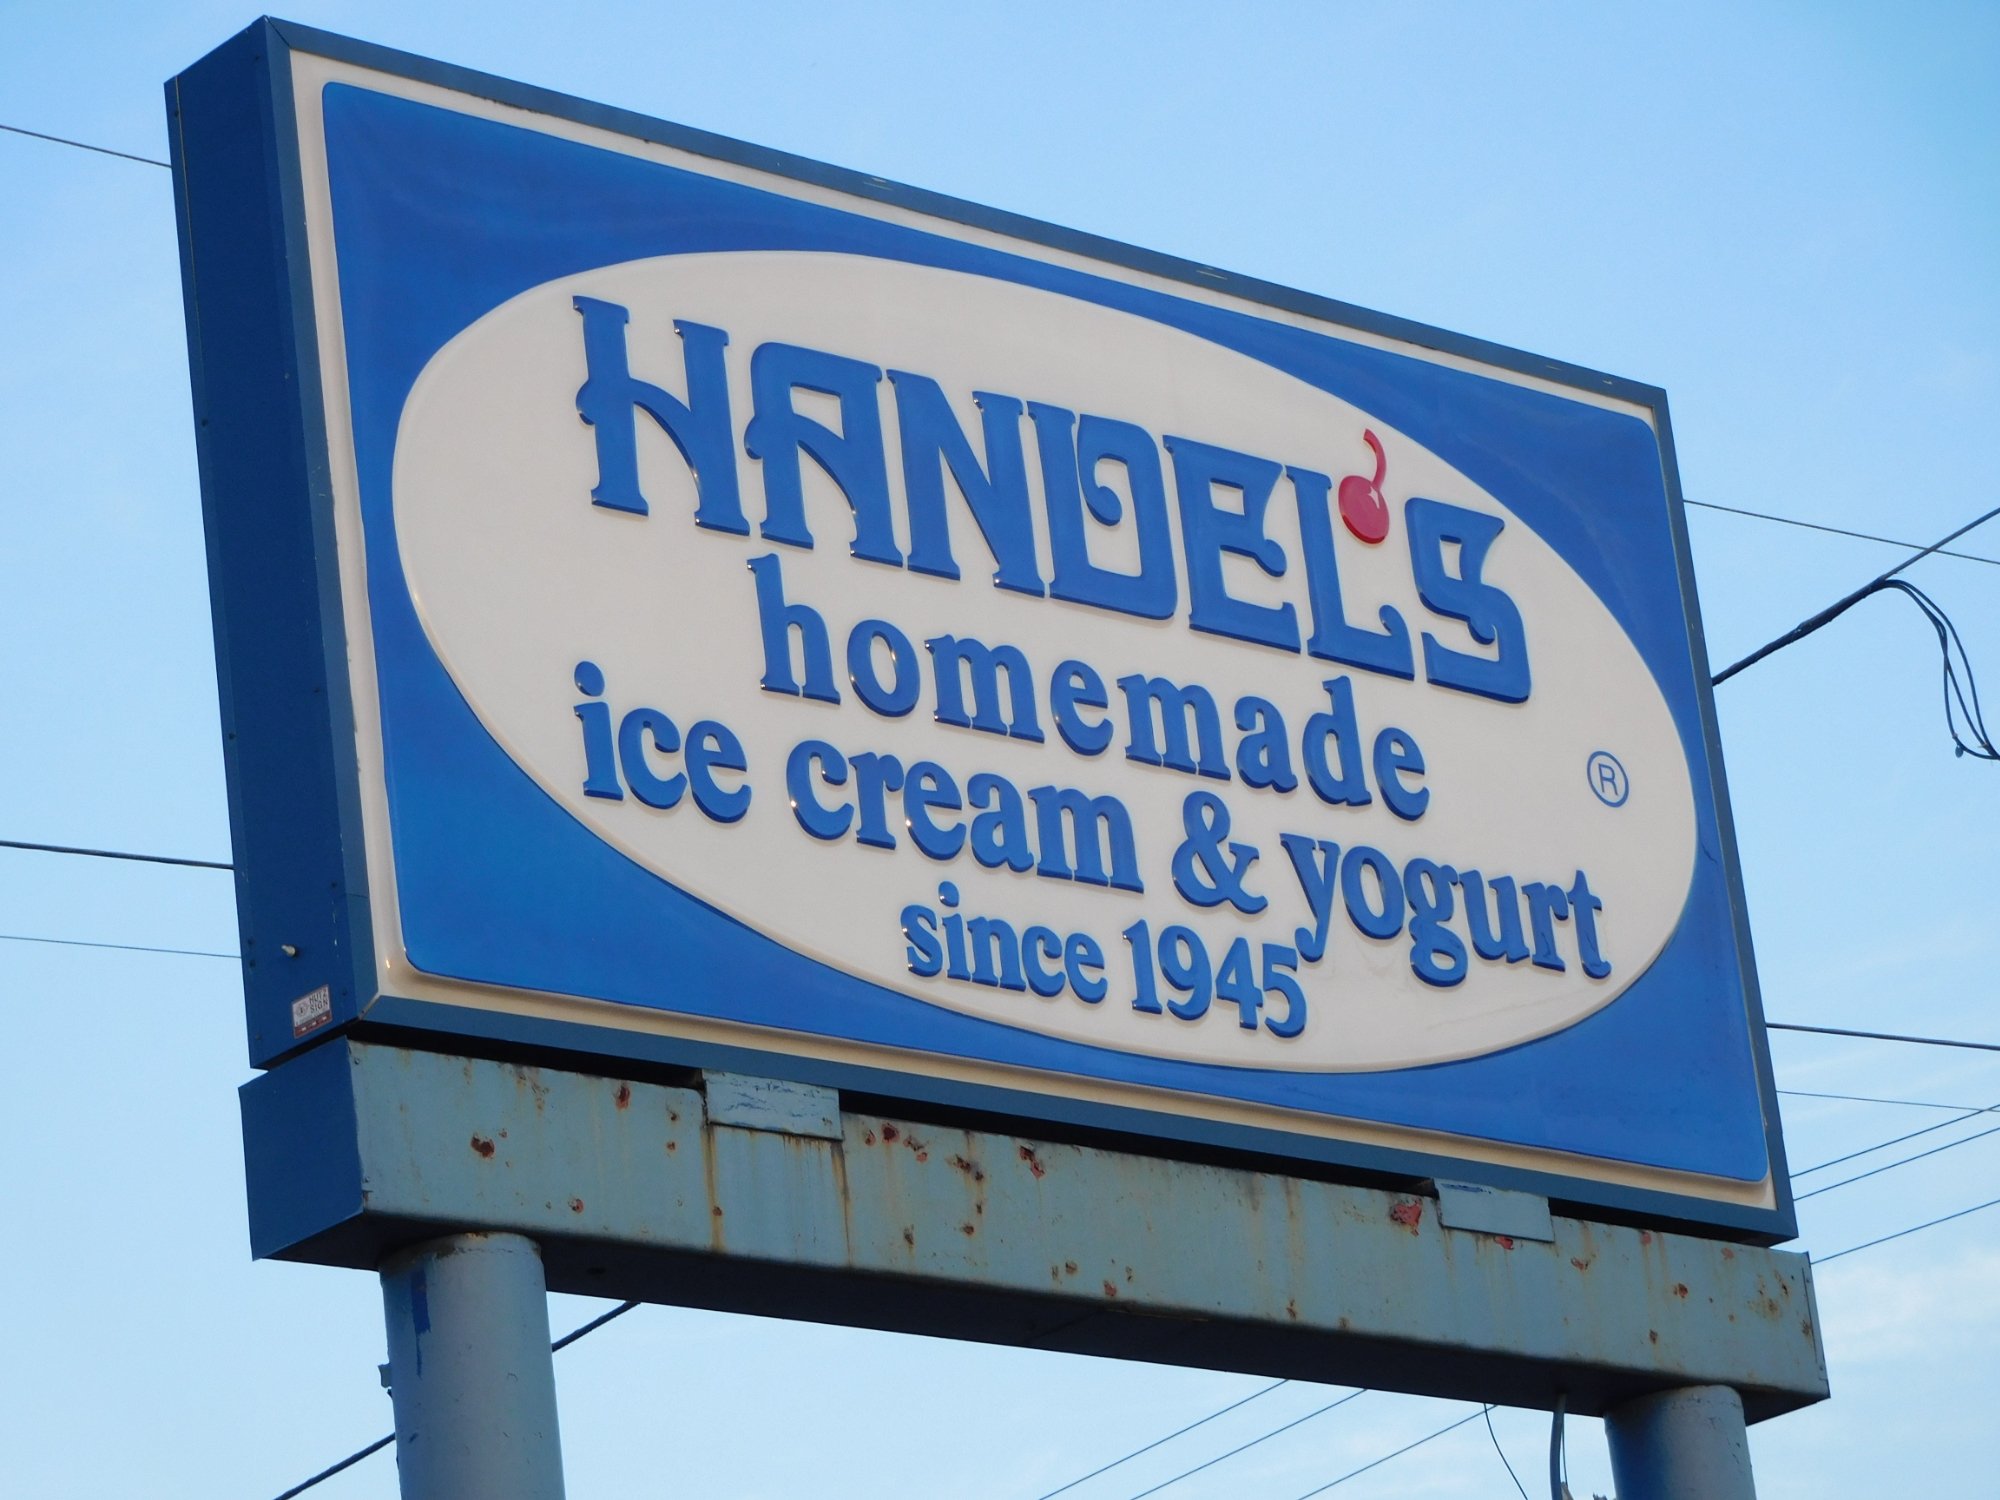 HANDEL'S
homemade
ice cream & yogurt
since 1945
®